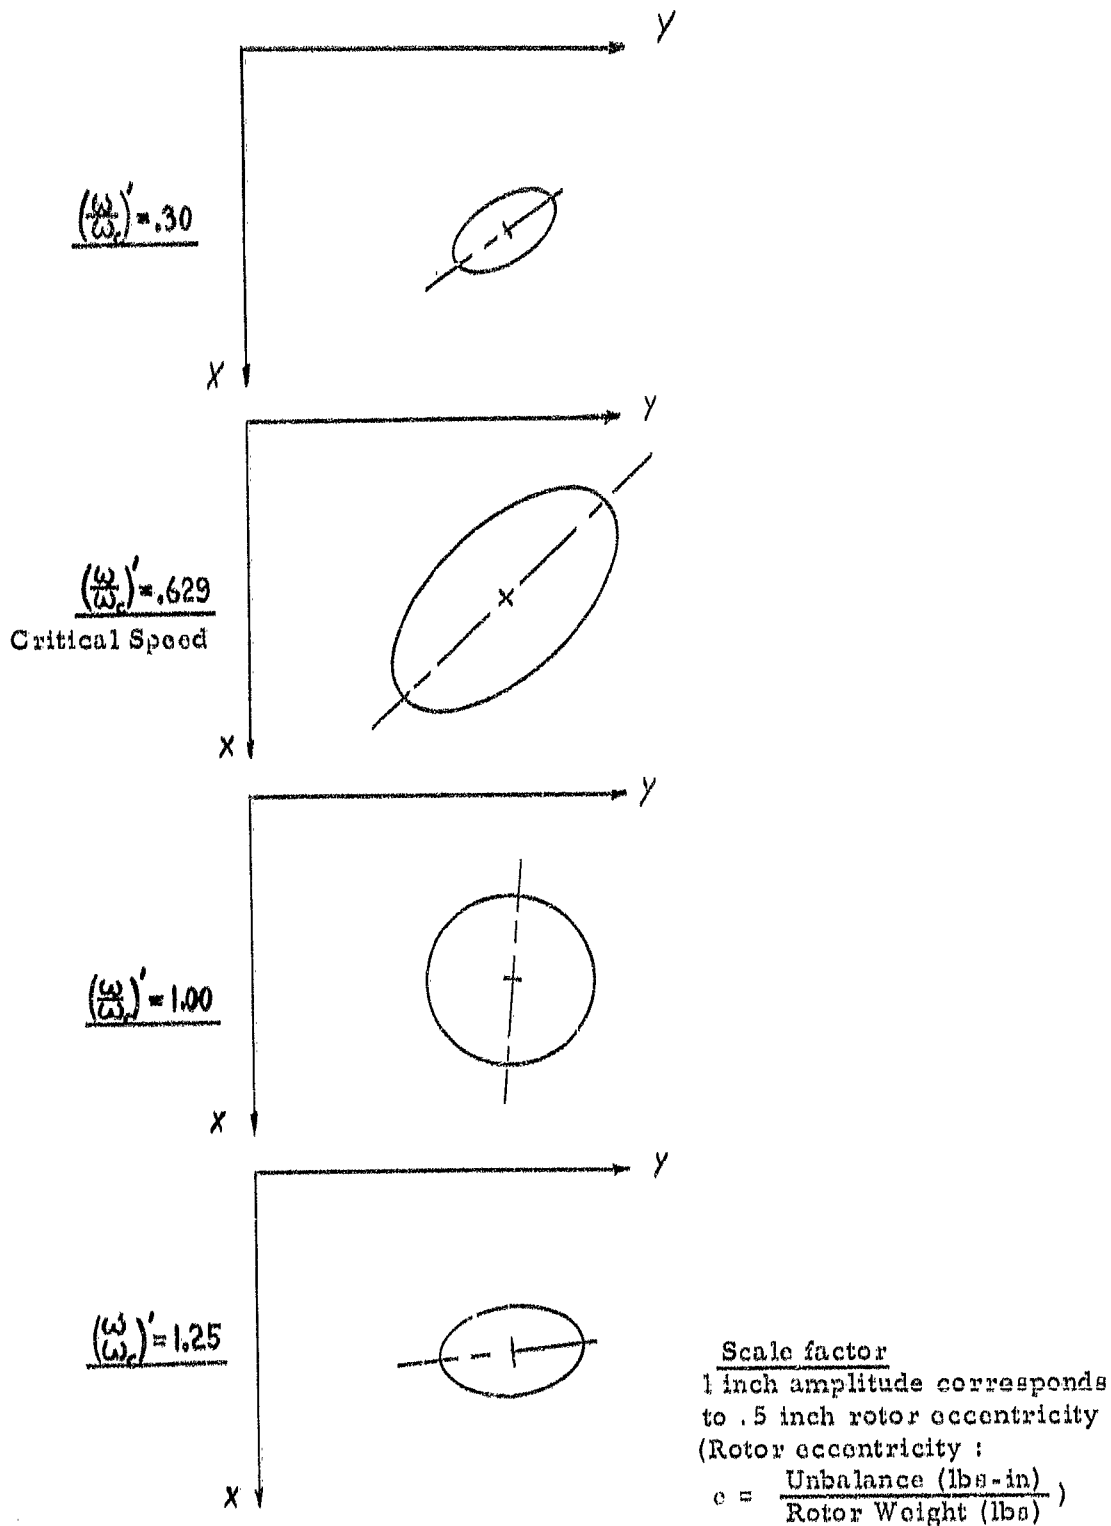 y
(ω/ω_c)' = .30
x
y
(ω/ω_c)' = .629
Critical Speed
x
y
(ω/ω_c)' = 1.00
x
y
(ω/ω_c)' = 1.25
x
Scale factor
1 inch amplitude corresponds
to .5 inch rotor eccentricity
(Rotor eccentricity :
e = Unbalance (lbs-in) / Rotor Weight (lbs) )